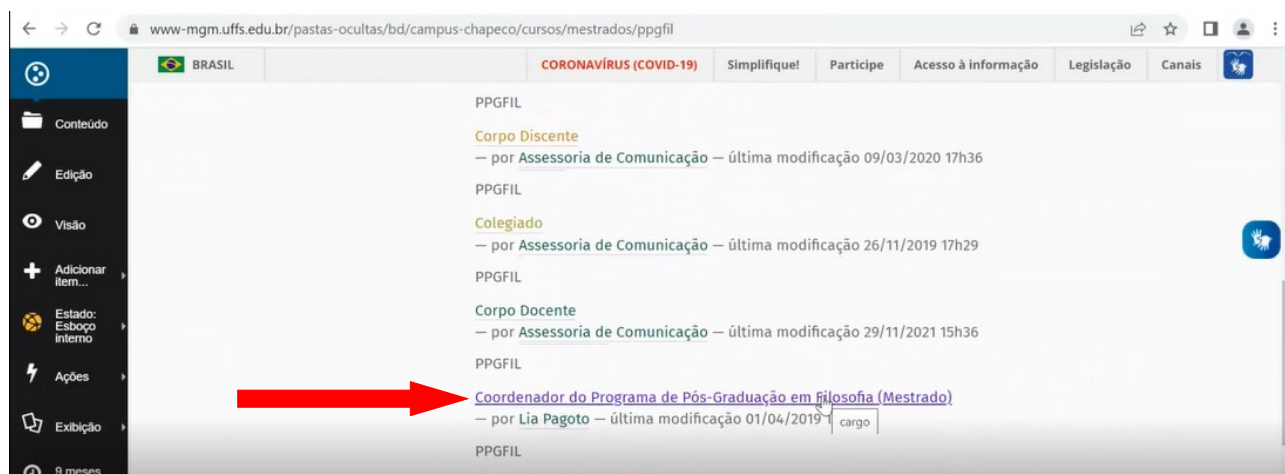 www-mgm.uffs.edu.br/pastas-ocultas/bd/campus-chapeco/cursos/mestrados/ppgfil
BRASIL
CORONAVÍRUS (COVID-19)
Simplifique!
Participe
Acesso à informação
Legislação
Canais
Conteúdo
Edição
Visão
Adicionar
item...
Estado:
Esboço
interno
Ações
Exibição
9 meses
PPGFIL
Corpo Discente
— por Assessoria de Comunicação — última modificação 09/03/2020 17h36
PPGFIL
Colegiado
— por Assessoria de Comunicação — última modificação 26/11/2019 17h29
PPGFIL
Corpo Docente
— por Assessoria de Comunicação — última modificação 29/11/2021 15h36
PPGFIL
Coordenador do Programa de Pós-Graduação em Filosofia (Mestrado)
— por Lia Pagoto — última modificação 01/04/2019
cargo
PPGFIL